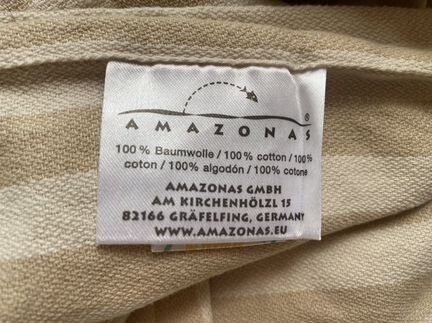 AMAZONAS®
100 % Baumwolle / 100 % cotton / 100 %
coton / 100% algodón / 100% cotone
AMAZONAS GMBH
AM KIRCHENHÖLZL 15
82166 GRÄFELFING, GERMANY
WWW.AMAZONAS.EU